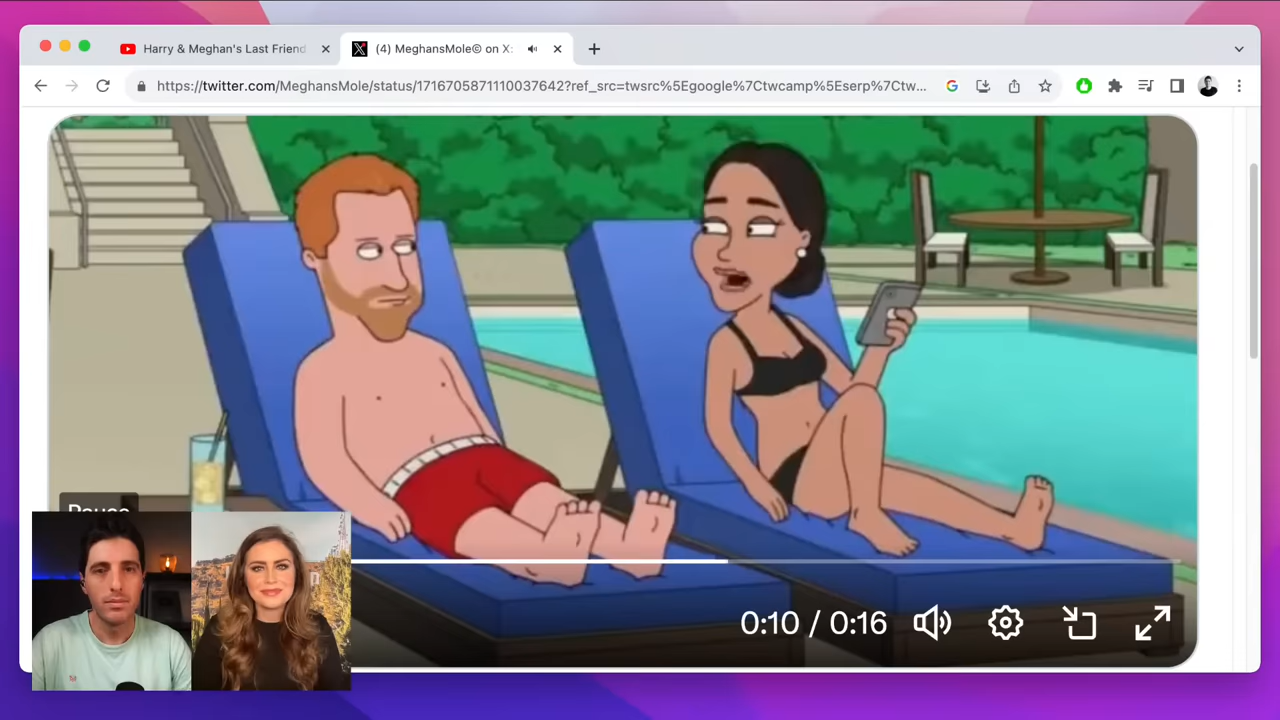 Harry & Meghan's Last Friend
(4) MeghansMole© on X:
https://twitter.com/MeghansMole/status/1716705871110037642?ref_src=twsrc%5Egoogle%7Ctwcamp%5Eserp%7Ctw...
Pause
0:10 / 0:16